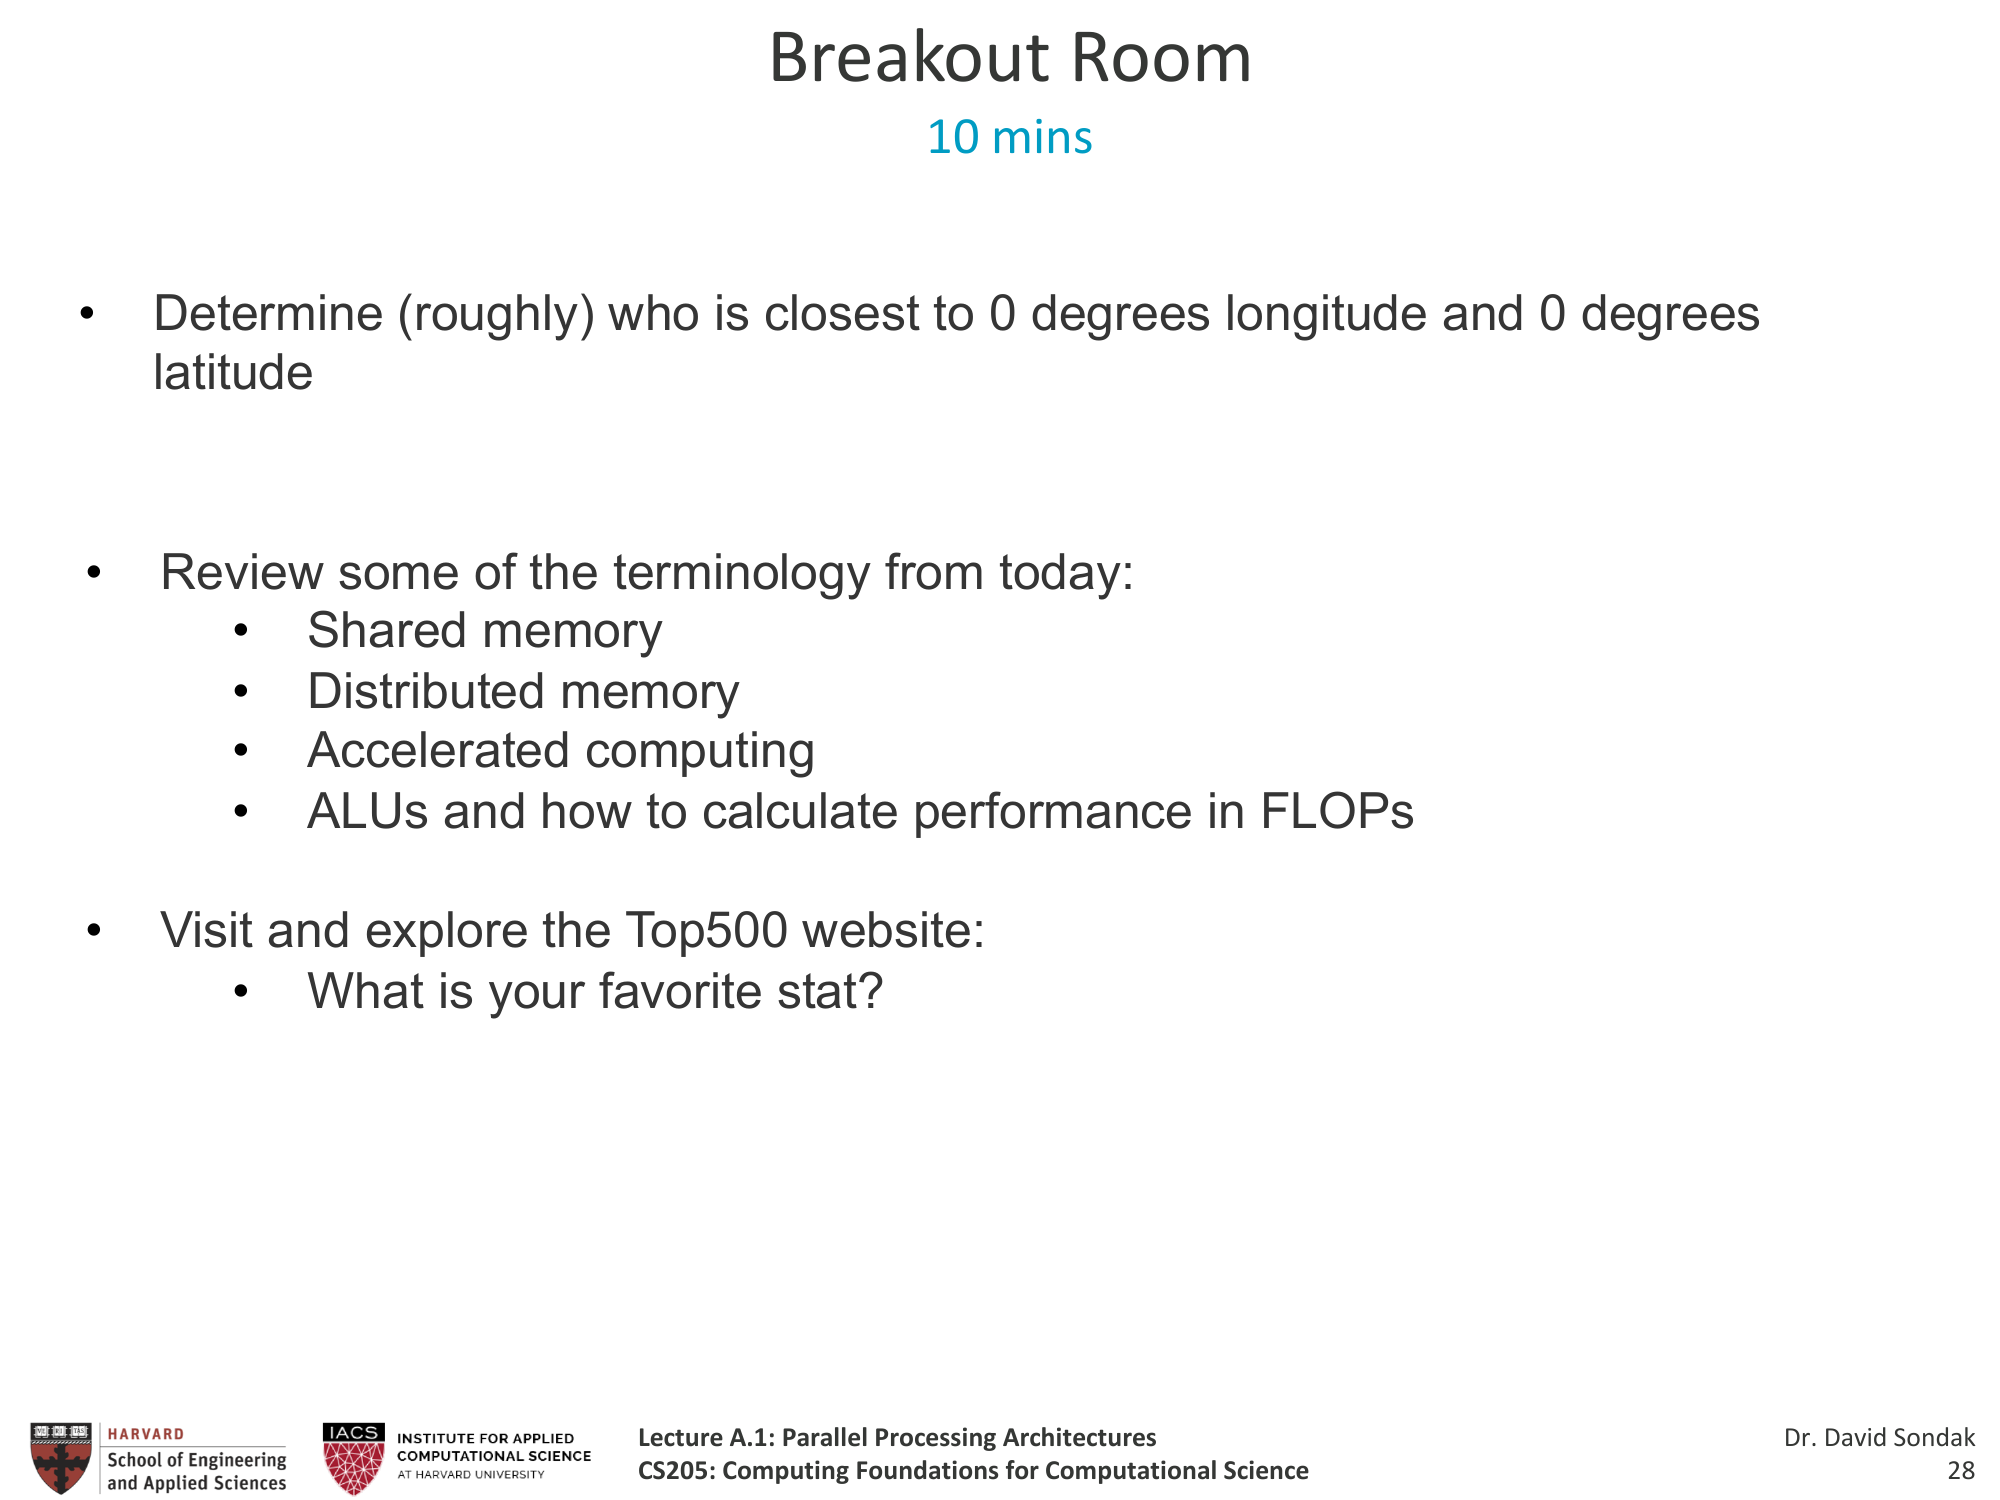 Breakout Room
10 mins
• Determine (roughly) who is closest to 0 degrees longitude and 0 degrees
latitude
• Review some of the terminology from today:
• Shared memory
• Distributed memory
• Accelerated computing
• ALUs and how to calculate performance in FLOPs
• Visit and explore the Top500 website:
• What is your favorite stat?
HARVARD
School of Engineering
and Applied Sciences
IACS
INSTITUTE FOR APPLIED
COMPUTATIONAL SCIENCE
AT HARVARD UNIVERSITY
Lecture A.1: Parallel Processing Architectures
CS205: Computing Foundations for Computational Science
Dr. David Sondak
28